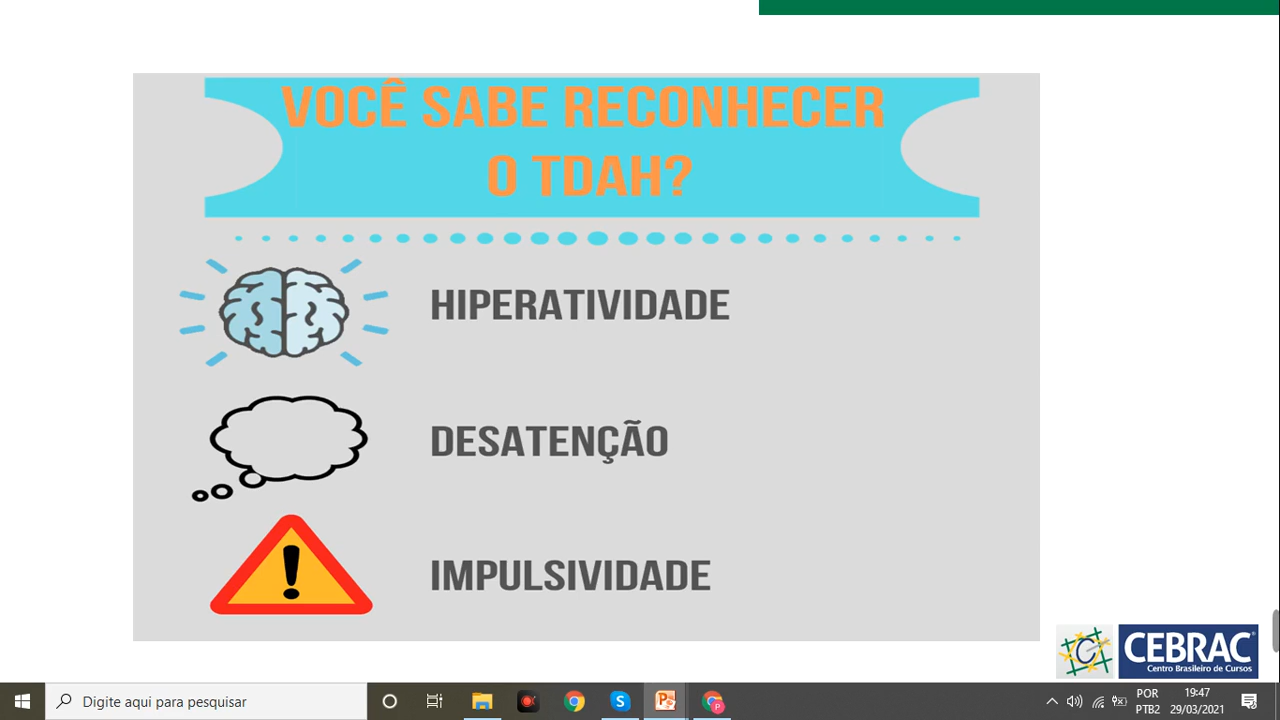 VOCÊ SABE RECONHECER
O TDAH?
HIPERATIVIDADE
DESATENÇÃO
IMPULSIVIDADE
C CEBRAC®
Centro Brasileiro de Cursos
Digite aqui para pesquisar
POR
PTB2
19:47
29/03/2021